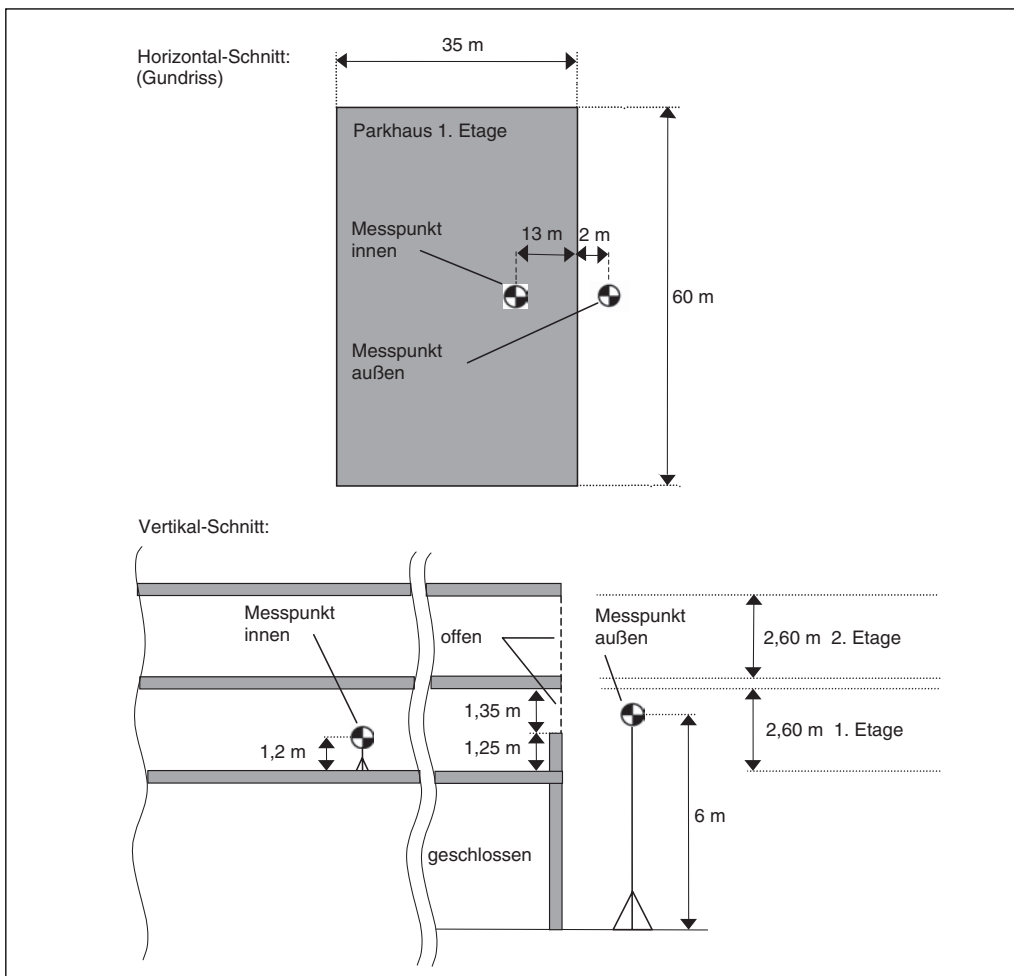 35 m
Horizontal-Schnitt:
(Gundriss)
Parkhaus 1. Etage
Messpunkt
innen
13 m
2 m
60 m
Messpunkt
außen
Vertikal-Schnitt:
Messpunkt
innen
offen
Messpunkt
außen
2,60 m 2. Etage
1,35 m
1,2 m
1,25 m
2,60 m 1. Etage
6 m
geschlossen